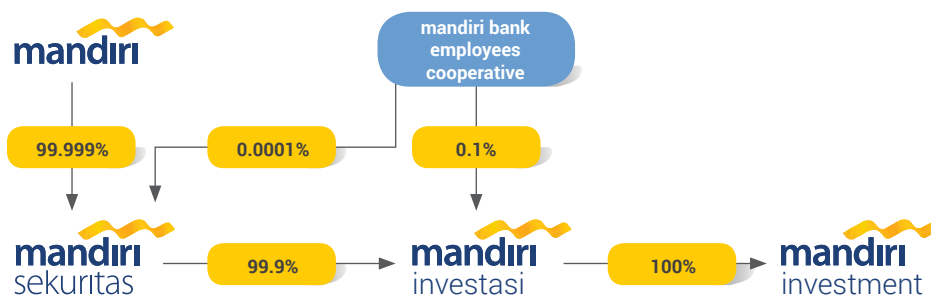 mandiri
mandiri bank
employees
cooperative
99.999%
0.0001%
0.1%
mandiri
sekuritas
99.9%
mandiri
investasi
100%
mandiri
investment